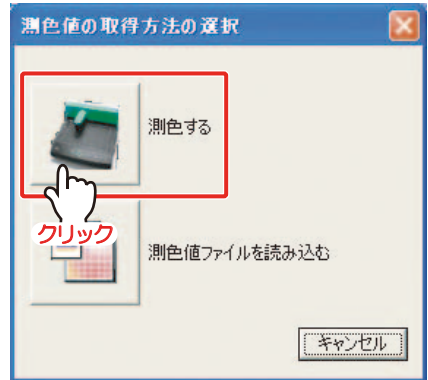 測色値の取得方法の選択
測色する
クリック
測色値ファイルを読み込む
キャンセル